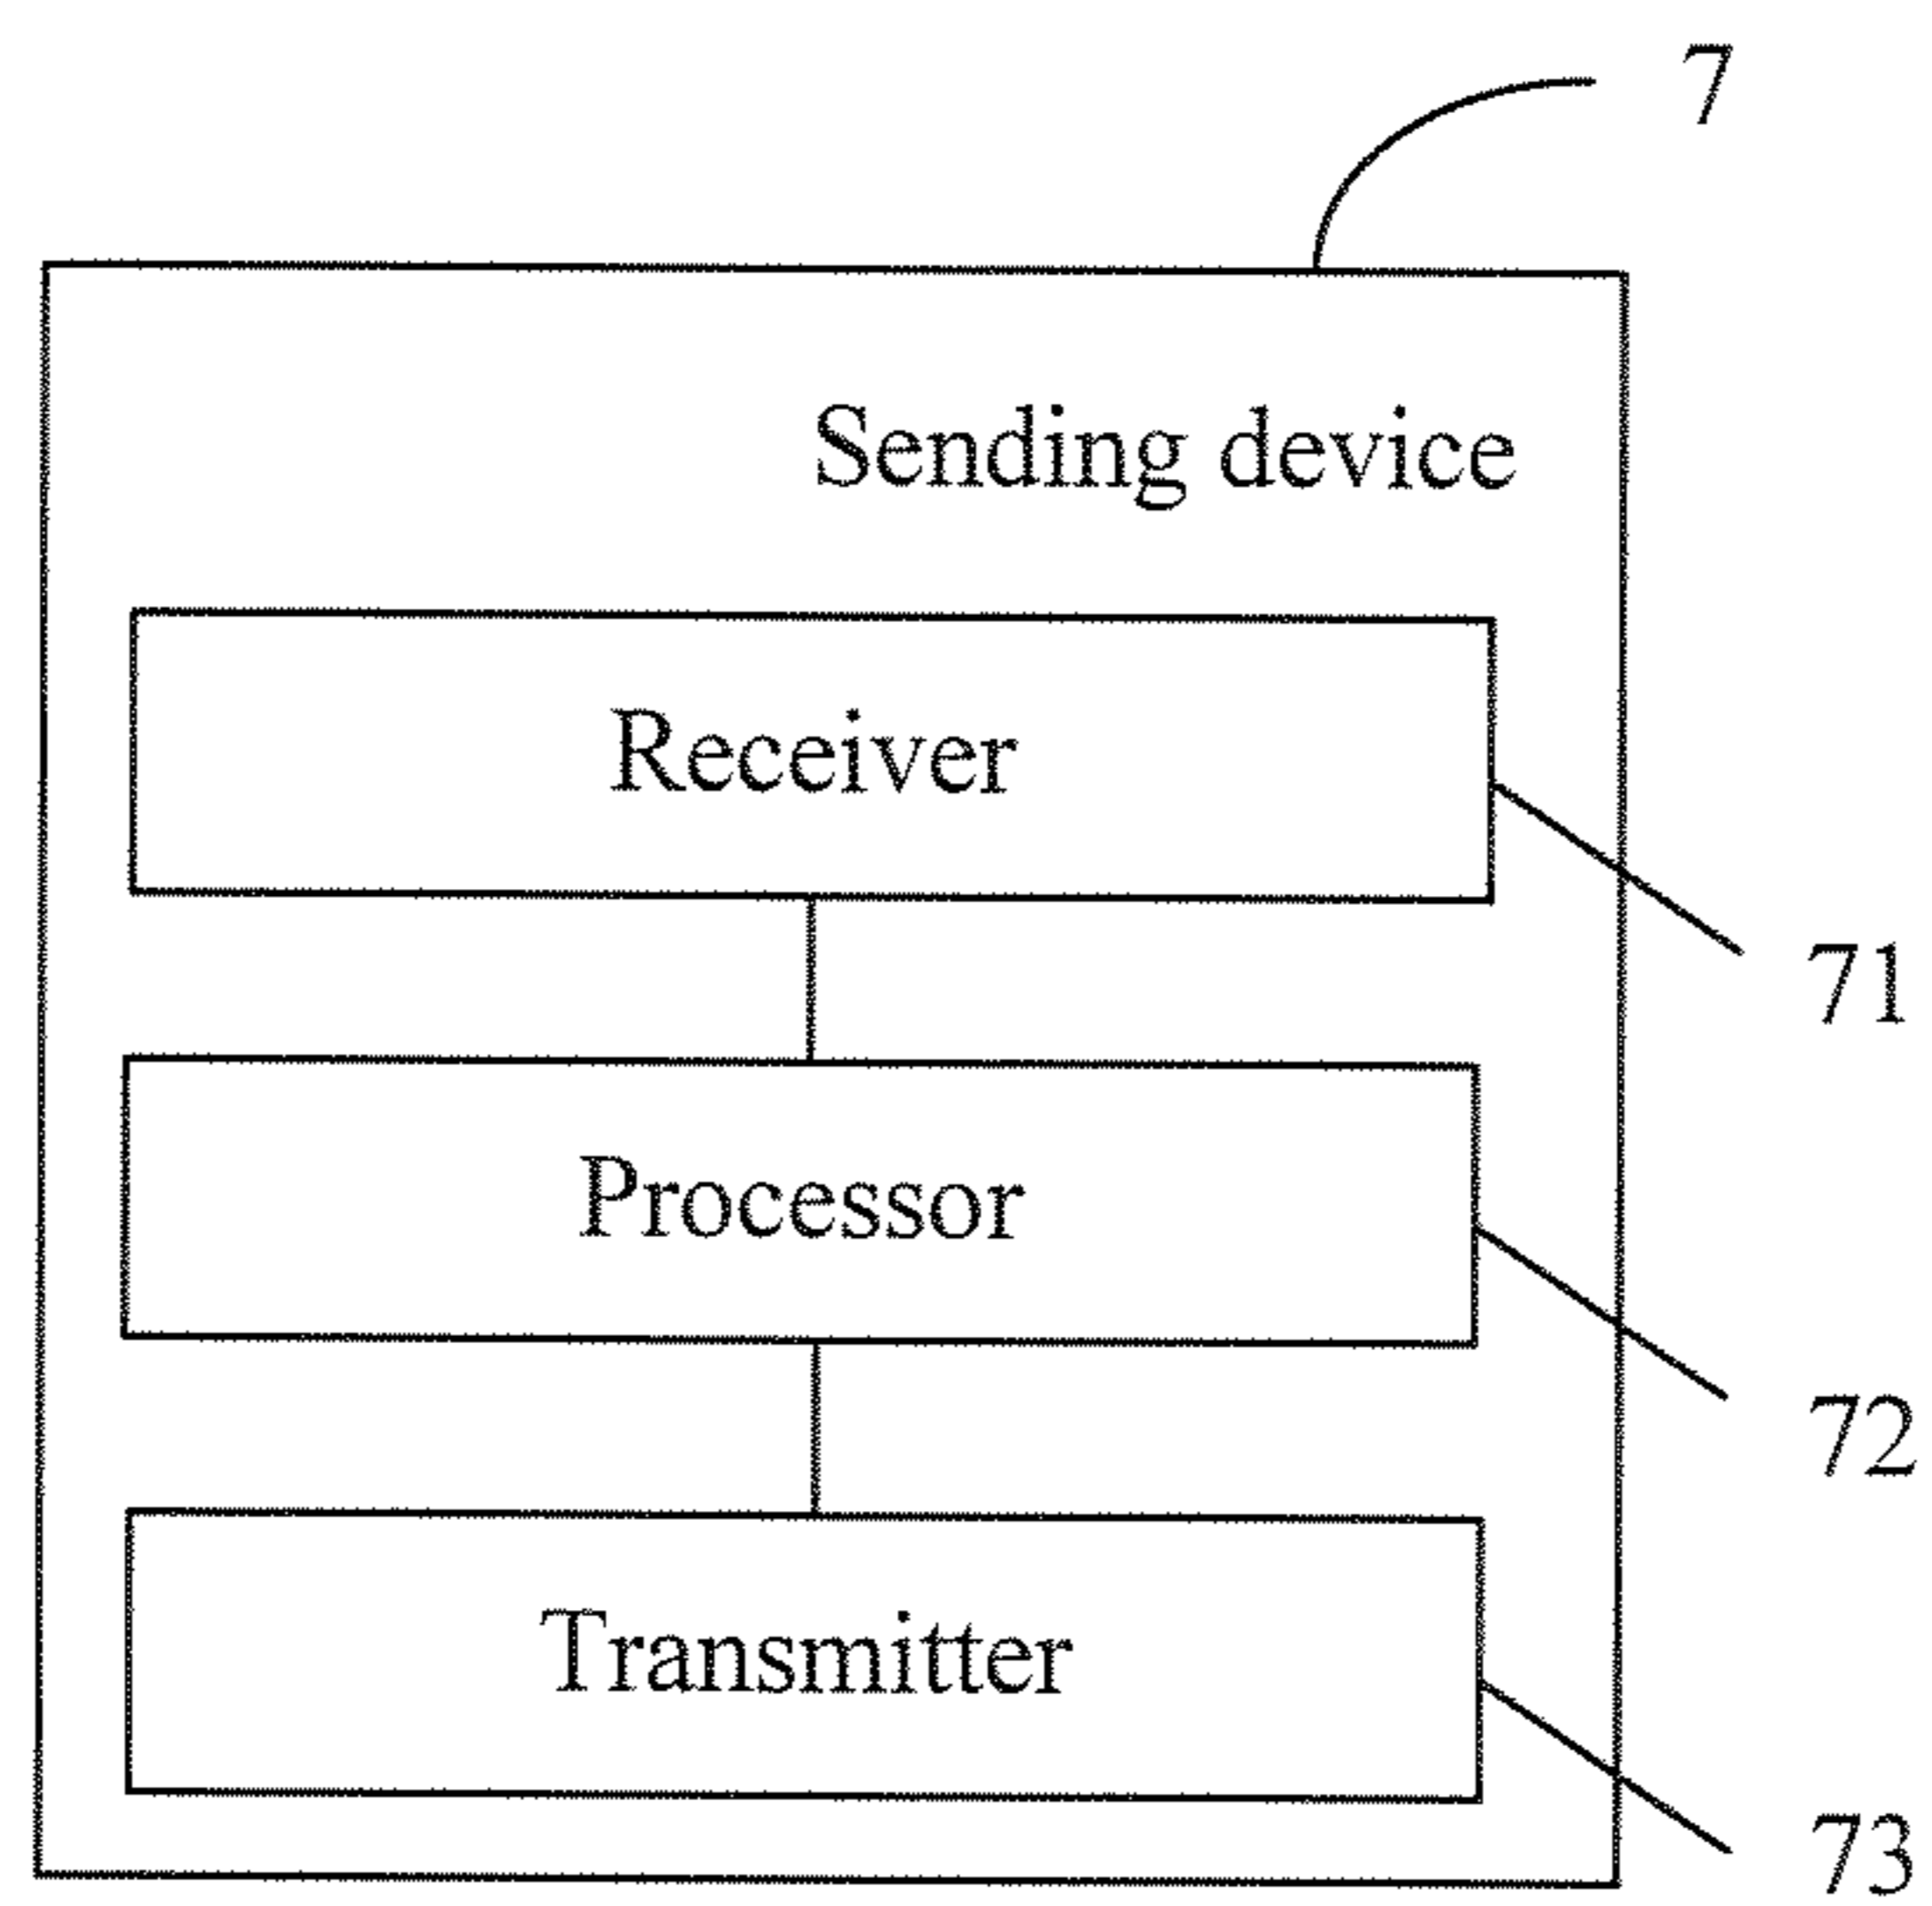 7
Sending device
Receiver
71
Processor
72
Transmitter
73